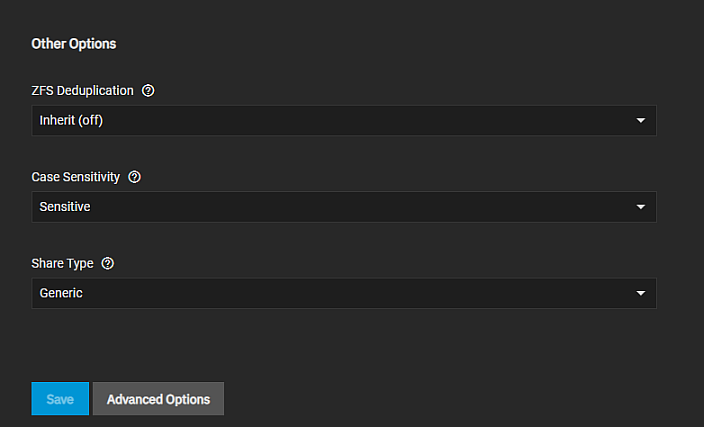 Other Options
ZFS Deduplication
Inherit (off)
Case Sensitivity
Sensitive
Share Type
Generic
Save Advanced Options